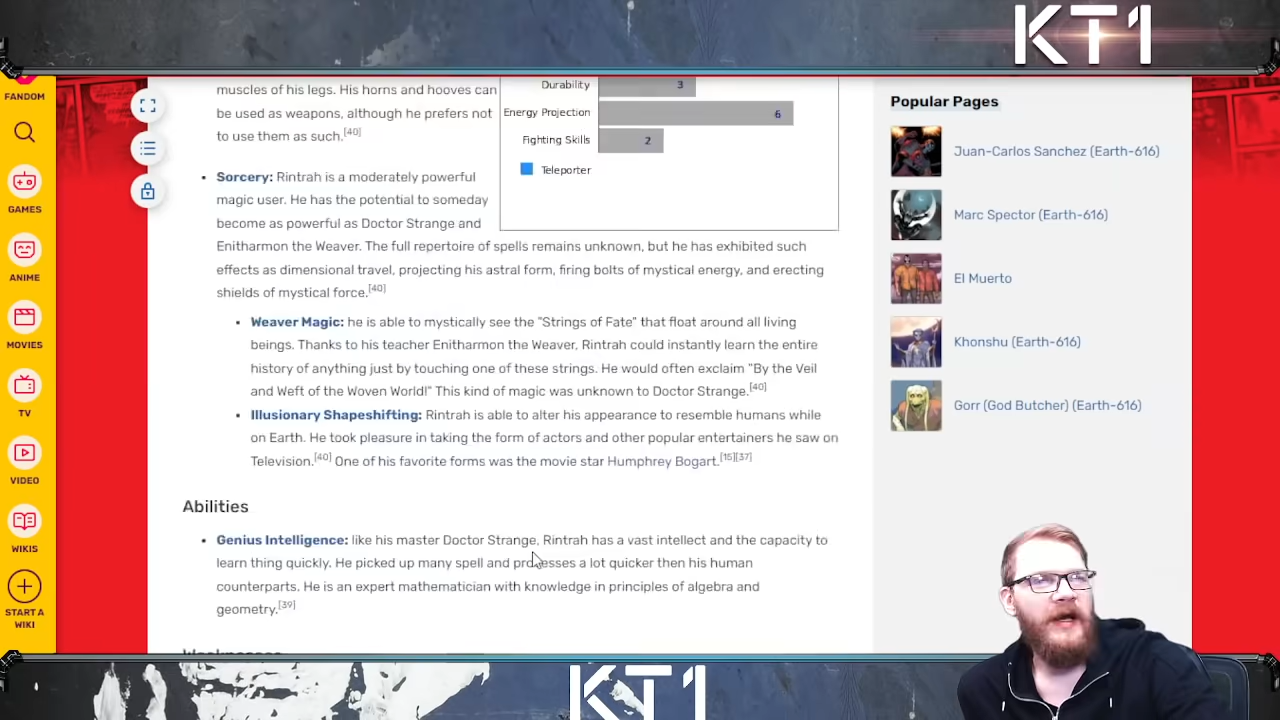 KT1
FANDOM
GAMES
ANIME
MOVIES
TV
VIDEO
WIKIS
START A
WIKI
muscles of his legs. His horns and hooves can
be used as weapons, although he prefers not
to use them as such.[40]
Durability 3
Energy Projection 6
Fighting Skills 2
Teleporter
• Sorcery: Rintrah is a moderately powerful
magic user. He has the potential to someday
become as powerful as Doctor Strange and
Enitharmon the Weaver. The full repertoire of spells remains unknown, but he has exhibited such
effects as dimensional travel, projecting his astral form, firing bolts of mystical energy, and erecting
shields of mystical force.[40]
• Weaver Magic: he is able to mystically see the "Strings of Fate" that float around all living
beings. Thanks to his teacher Enitharmon the Weaver, Rintrah could instantly learn the entire
history of anything just by touching one of these strings. He would often exclaim "By the Veil
and Weft of the Woven World!" This kind of magic was unknown to Doctor Strange.[40]
• Illusionary Shapeshifting: Rintrah is able to alter his appearance to resemble humans while
on Earth. He took pleasure in taking the form of actors and other popular entertainers he saw on
Television.[40] One of his favorite forms was the movie star Humphrey Bogart.[15][37]
Abilities
• Genius Intelligence: like his master Doctor Strange, Rintrah has a vast intellect and the capacity to
learn thing quickly. He picked up many spell and processes a lot quicker then his human
counterparts. He is an expert mathematician with knowledge in principles of algebra and
geometry.[39]
Weaknesses
Popular Pages
Juan-Carlos Sanchez (Earth-616)
Marc Spector (Earth-616)
El Muerto
Khonshu (Earth-616)
Gorr (God Butcher) (Earth-616)
KT1